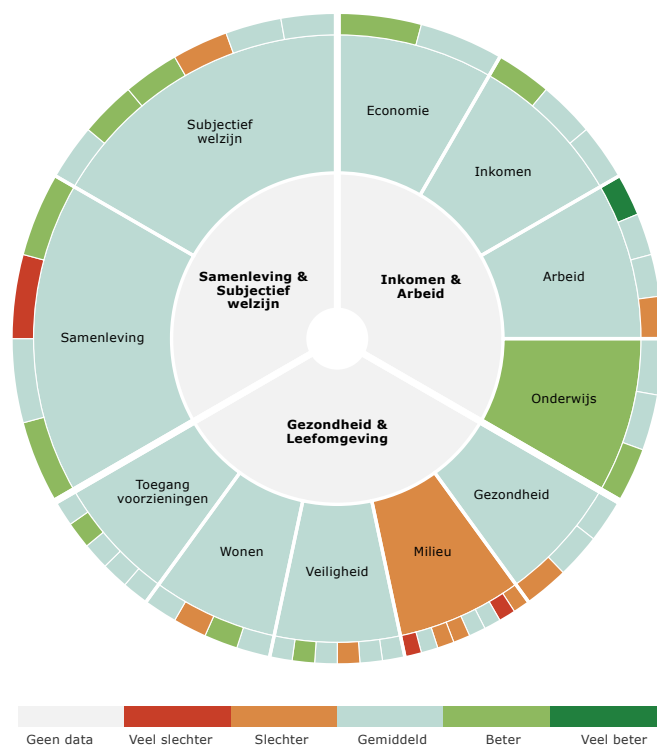 Subjectief
welzijn
Economie
Inkomen
Samenleving &
Subjectief
welzijn
Inkomen &
Arbeid
Arbeid
Samenleving
Onderwijs
Gezondheid &
Leefomgeving
Toegang
voorzieningen
Gezondheid
Wonen
Veiligheid
Milieu
Geen data
Veel slechter
Slechter
Gemiddeld
Beter
Veel beter